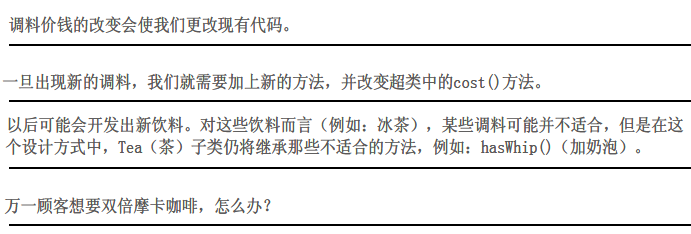 调料价钱的改变会使我们更改现有代码。
一旦出现新的调料，我们就需要加上新的方法，并改变超类中的cost()方法。
以后可能会开发出新饮料。对这些饮料而言（例如：冰茶），某些调料可能并不适合，但是在这
个设计方式中，Tea（茶）子类仍将继承那些不适合的方法，例如：hasWhip()（加奶泡）。
万一顾客想要双倍摩卡咖啡，怎么办？